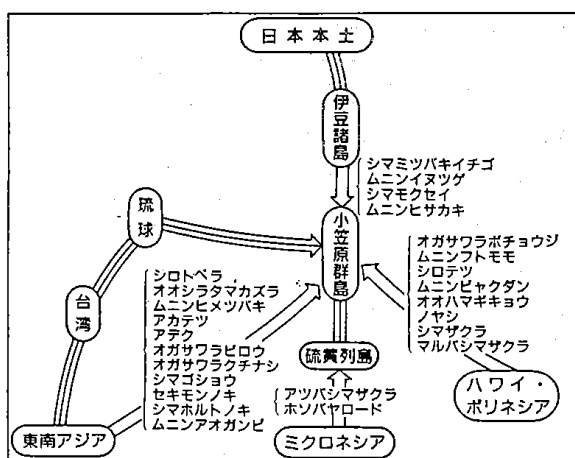 日本本土
伊豆諸島
シマミツバキイチゴ
ムニンイヌツゲ
シマモクセイ
ムニンヒサカキ
琉球
小笠原群島
台湾
シロトベラ
オオシラタマカズラ
ムニンヒメツバキ
アカテツ
アデク
オガサワラビロウ
オガサワラクチナシ
シマゴショウ
セキモンノキ
シマホルトノキ
ムニンアオガンピ
オガサワラボチョウジ
ムニンフトモモ
シロテツ
ムニンビャクダン
オオハマギキョウ
ノヤシ
シマザクラ
マルバシマザクラ
硫黄列島
アツバシマザクラ
ホソバヤロード
東南アジア
ミクロネシア
ハワイ・
ポリネシア